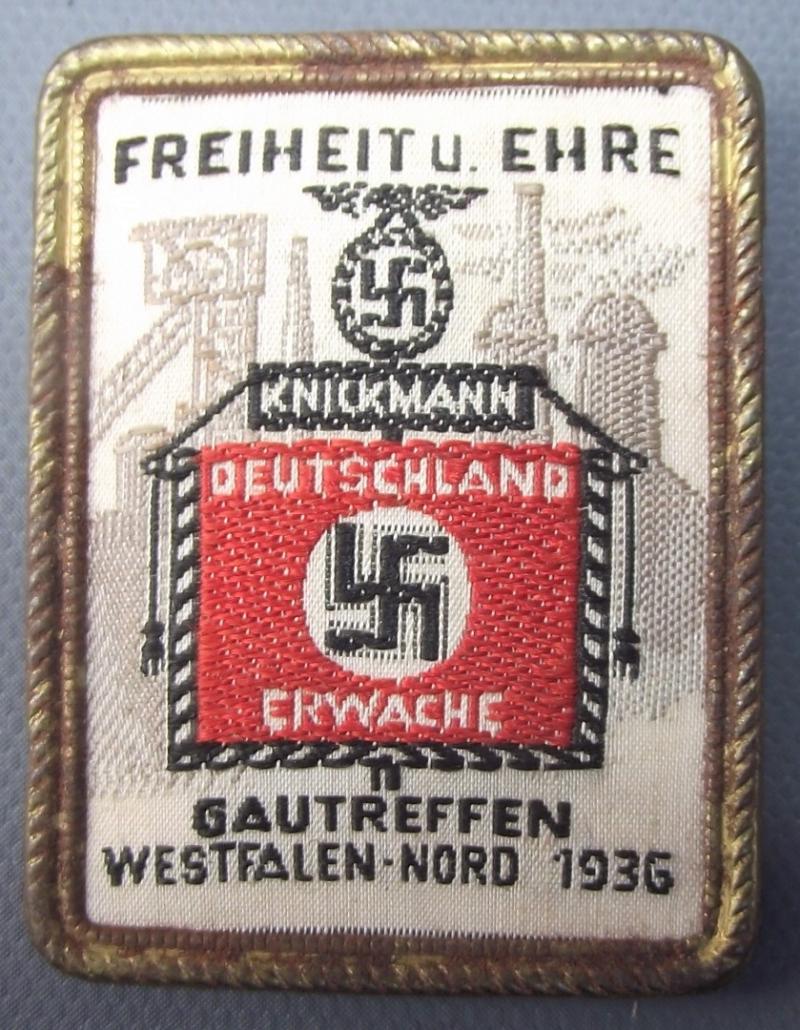 FREIHEIT U. EHRE
KNICKMANN
DEUTSCHLAND
ERWACHE
GAUTREFFEN
WESTFALEN-NORD 1936